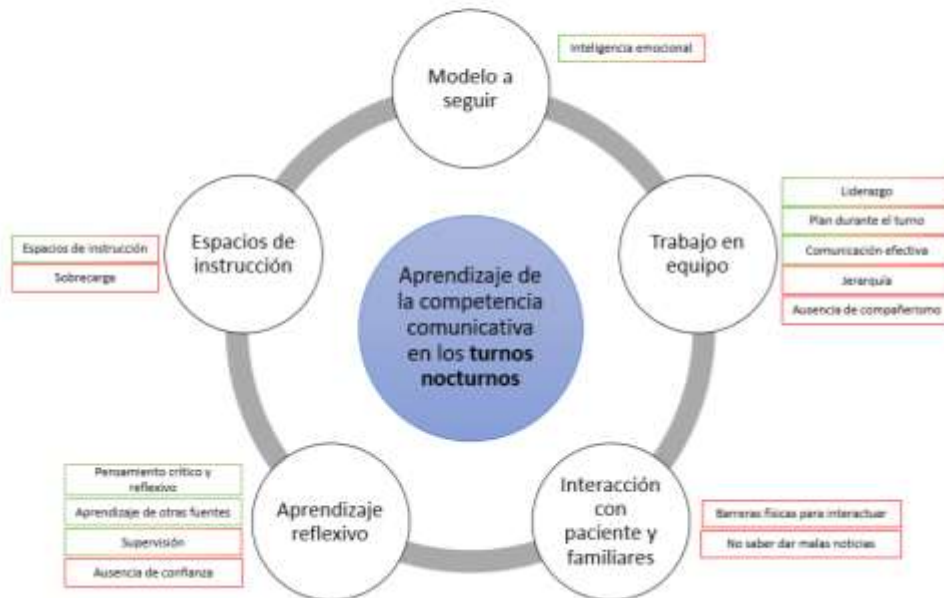 Inteligencia emocional
Modelo a
seguir
Liderazgo
Plan durante el turno
Comunicación efectiva
Jerarquía
Ausencia de compañerismo
Trabajo en
equipo
Espacios de
instrucción
Espacios de instrucción
Sobrecarga
Aprendizaje de
la competencia
comunicativa
en los turnos
nocturnos
Pensamiento crítico y
reflexivo
Aprendizaje de otras fuentes
Supervisión
Ausencia de confianza
Aprendizaje
reflexivo
Interacción
con
paciente y
familiares
Barreras físicas para interactuar
No saber dar malas noticias